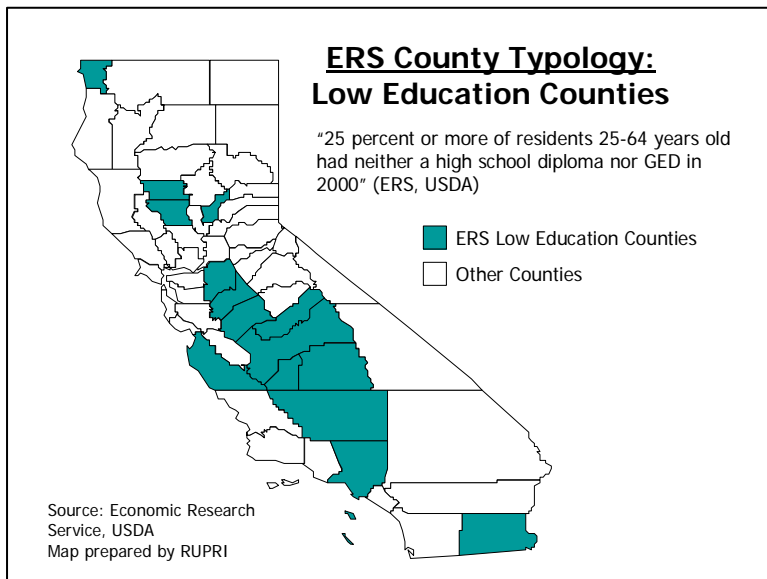 ERS County Typology:
Low Education Counties
"25 percent or more of residents 25-64 years old
had neither a high school diploma nor GED in
2000" (ERS, USDA)
ERS Low Education Counties
Other Counties
Source: Economic Research
Service, USDA
Map prepared by RUPRI